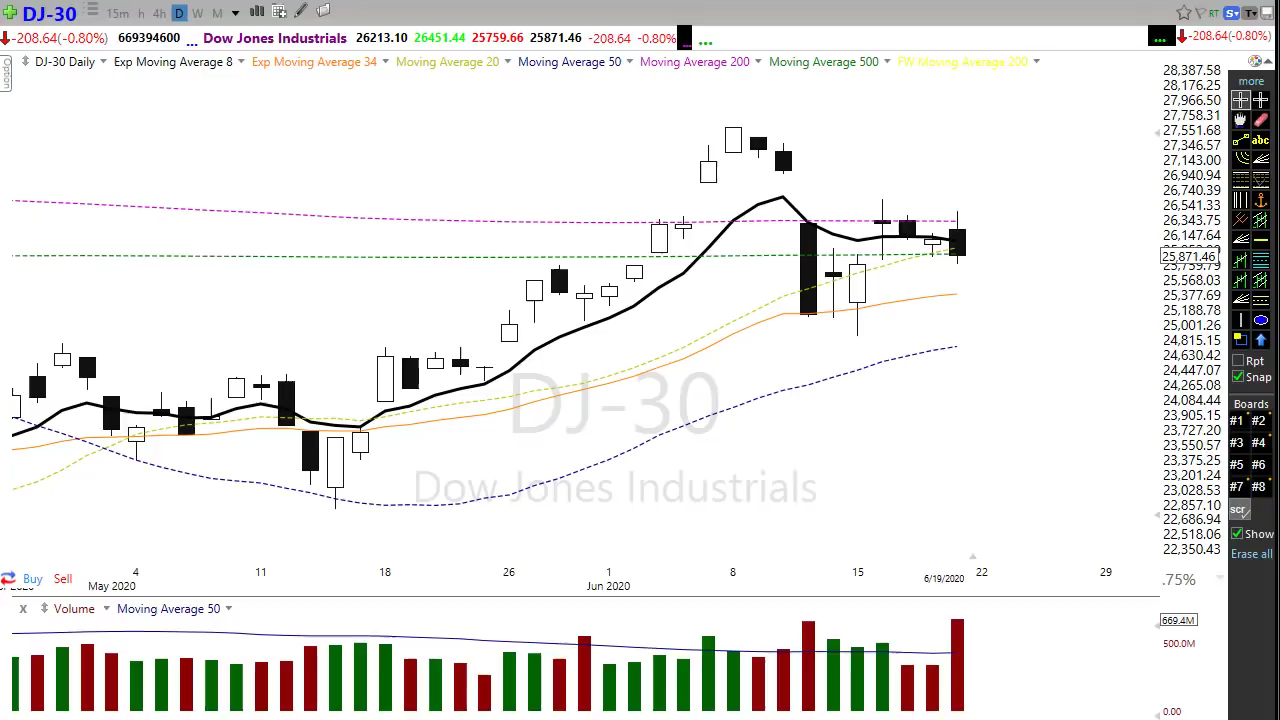 DJ-30 15m h 4h D W M RT S T
-208.64(-0.80%) 669394600 ... Dow Jones Industrials 26213.10 26451.44 25759.66 25871.46 -208.64 -0.80% ... ... -208.64(-0.80%)
Option
DJ-30 Daily Exp Moving Average 8 Exp Moving Average 34 Moving Average 20 Moving Average 50 Moving Average 200 Moving Average 500 FW Moving Average 200
28,387.58
28,176.25
27,966.50
27,758.31
27,551.68
27,346.57
27,143.00
26,940.94
26,740.39
26,541.33
26,343.75
26,147.64
25,871.46
25,759.79
25,568.03
25,377.69
25,188.78
25,001.26
24,815.15
24,630.42
24,447.07
24,265.08
24,084.44
23,905.15
23,727.20
23,550.57
23,375.25
23,201.24
23,028.53
22,857.10
22,686.94
22,518.06
22,350.43
more
abc
Rpt
Snap
Boards
#1 #2
#3 #4
#5 #6
#7 #8
scr
Show
Erase all
DJ-30
Dow Jones Industrials
4 11 18 26 1 8 15 6/19/2020 22 29
May 2020 Jun 2020
Buy Sell
.75%
x Volume Moving Average 50
669.4M
500.0M
0.00